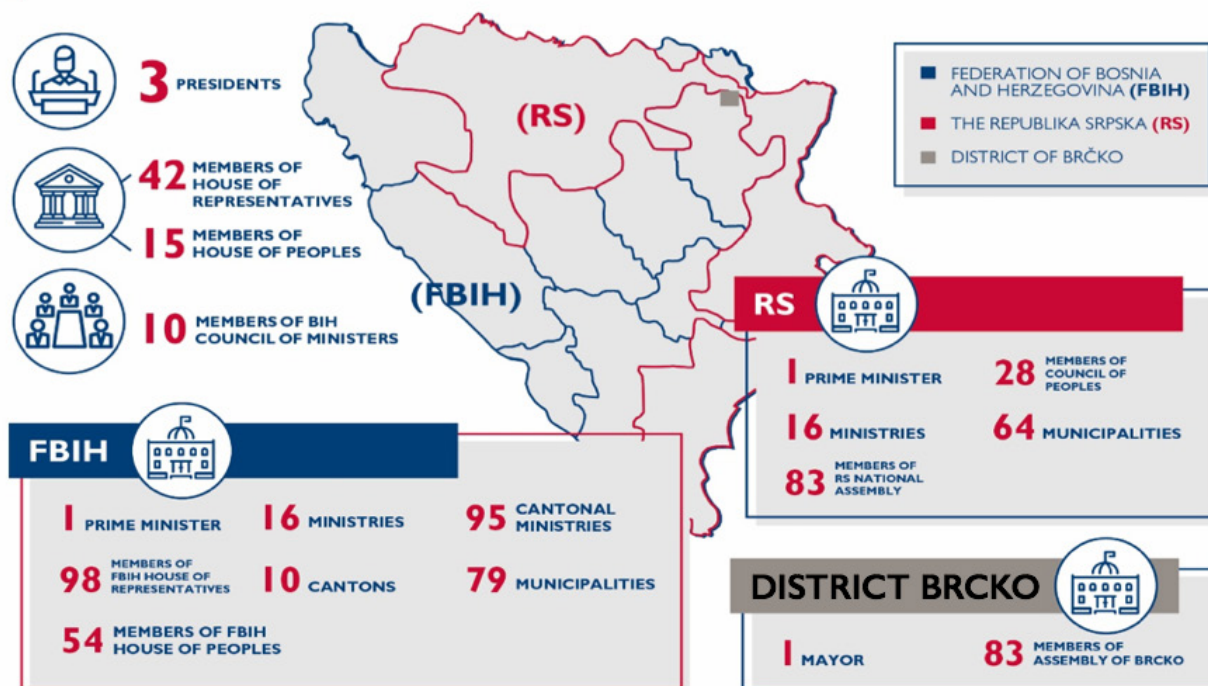 3 PRESIDENTS
42 MEMBERS OF
HOUSE OF
REPRESENTATIVES
15 MEMBERS OF
HOUSE OF PEOPLES
10 MEMBERS OF BIH
COUNCIL OF MINISTERS
(RS)
(FBIH)
FEDERATION OF BOSNIA
AND HERZEGOVINA (FBIH)
THE REPUBLIKA SRPSKA (RS)
DISTRICT OF BRČKO
RS
1 PRIME MINISTER
28 MEMBERS OF
COUNCIL OF
PEOPLES
16 MINISTRIES
64 MUNICIPALITIES
83 MEMBERS OF
RS NATIONAL
ASSEMBLY
FBIH
1 PRIME MINISTER
16 MINISTRIES
95 CANTONAL
MINISTRIES
98 MEMBERS OF
FBIH HOUSE OF
REPRESENTATIVES
10 CANTONS
79 MUNICIPALITIES
54 MEMBERS OF FBIH
HOUSE OF PEOPLES
DISTRICT BRCKO
1 MAYOR
83 MEMBERS OF
ASSEMBLY OF BRCKO